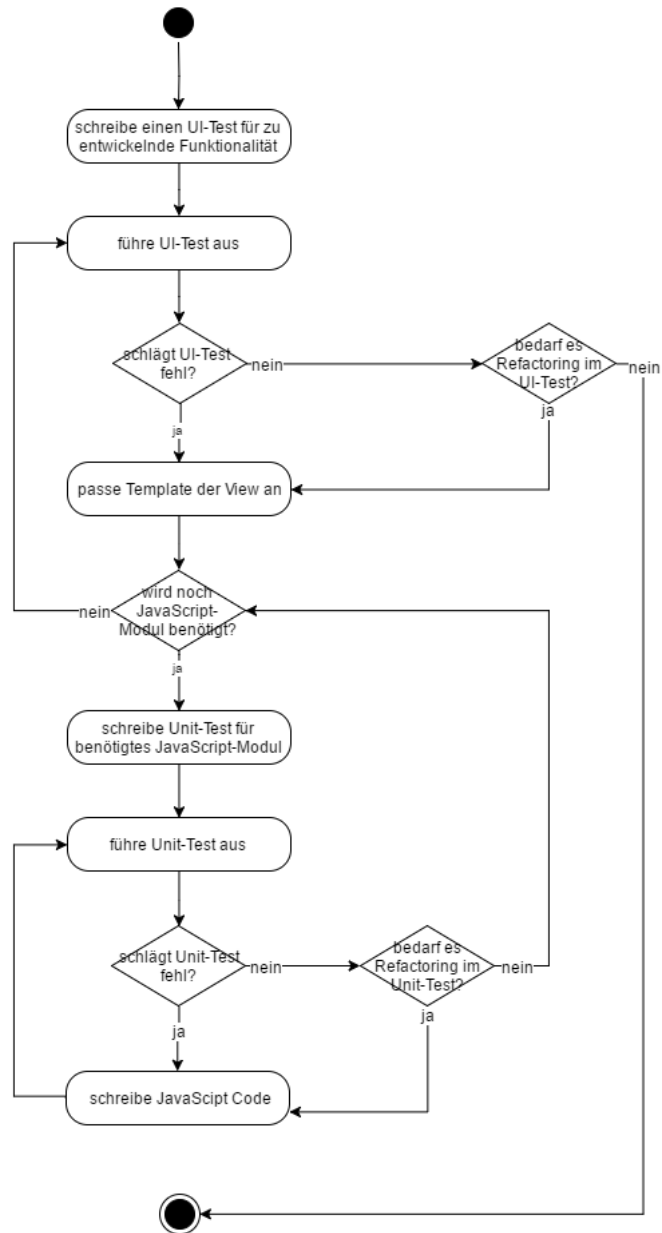 schreibe einen UI-Test für zu
entwickelnde Funktionalität
führe UI-Test aus
schlägt UI-Test
fehl?
nein
bedarf es
Refactoring im
UI-Test?
nein
ja
ja
passe Template der View an
wird noch
JavaScript-
Modul benötigt?
nein
ja
schreibe Unit-Test für
benötigtes JavaScript-Modul
führe Unit-Test aus
schlägt Unit-Test
fehl?
nein
bedarf es
Refactoring im
Unit-Test?
nein
ja
ja
schreibe JavaScipt Code